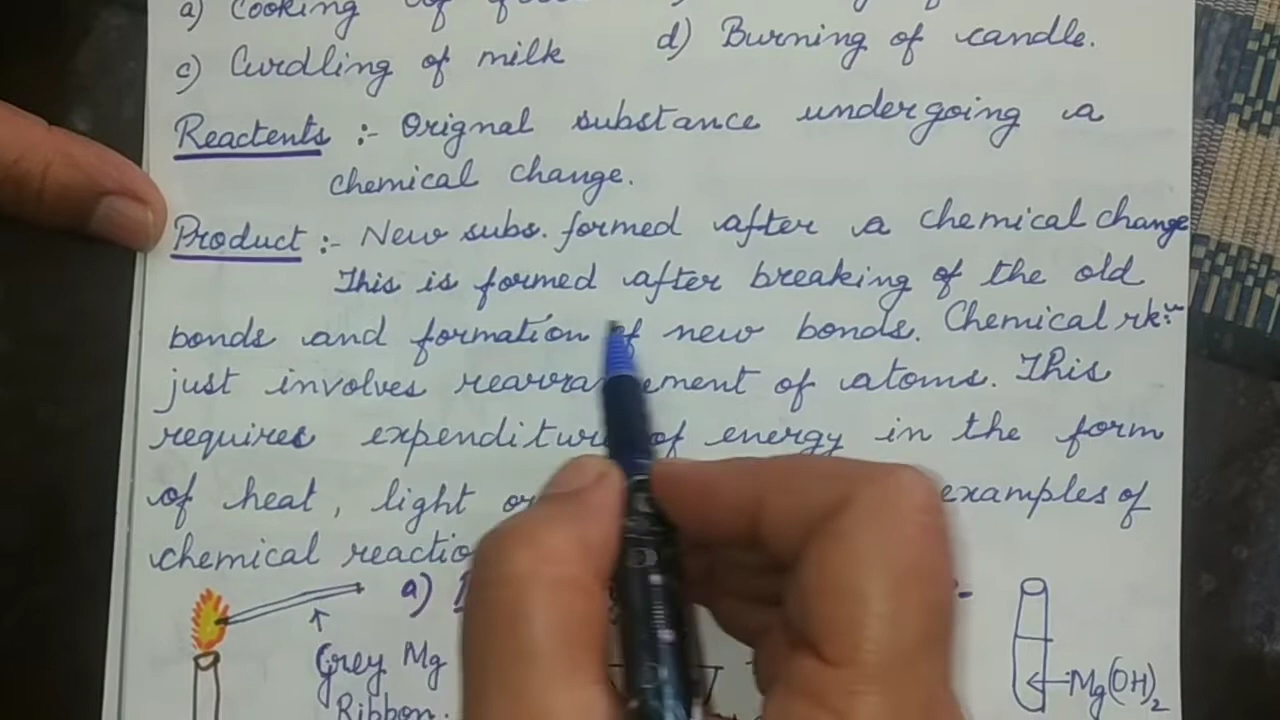 a) Cooking of
d) Burning of candle.
c) Curdling of milk
Reactents :- Orignal substance undergoing a
chemical change.
Product :- New subs. formed after a chemical change
This is formed after breaking of the old
bonds and formation of new bonds. Chemical rkn
just involves rearra ement of atoms. This
requires expenditure of energy in the form
of heat, light or examples of
chemical reactio
a)
Grey Mg
Ribbon.
Mg(OH)2